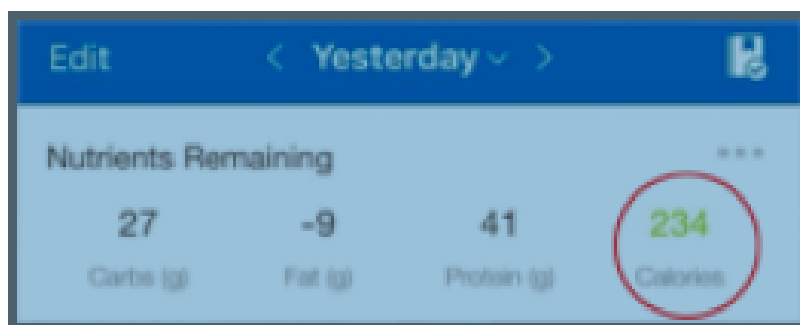 Edit < Yesterday >
Nutrients Remaining
27 -9 41 234
Carbs (g) Fat (g) Protein (g) Calories